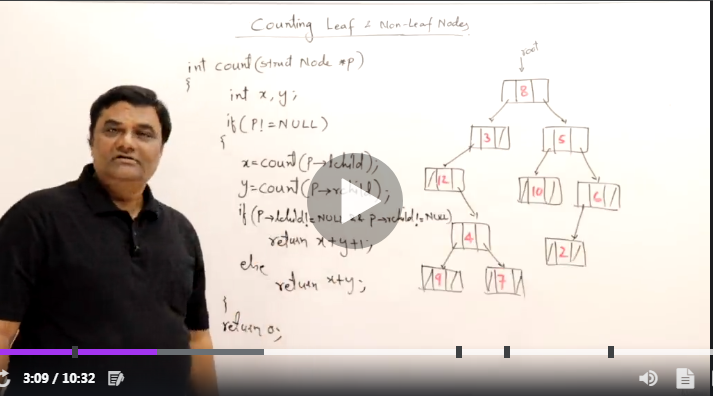 Counting Leaf & Non-Leaf Nodes
int count(struct Node *p)
{
int x, y;
if(P!=NULL)
{
x=count(P→lchild);
y=count(P→rchild);
if(P→lchild!=NULL && p→rchild!=NULL)
return x+y+1;
else
return x+y;
}
return 0;
root
8
3 5
12 10 6
4 2
9 7
3:09 / 10:32